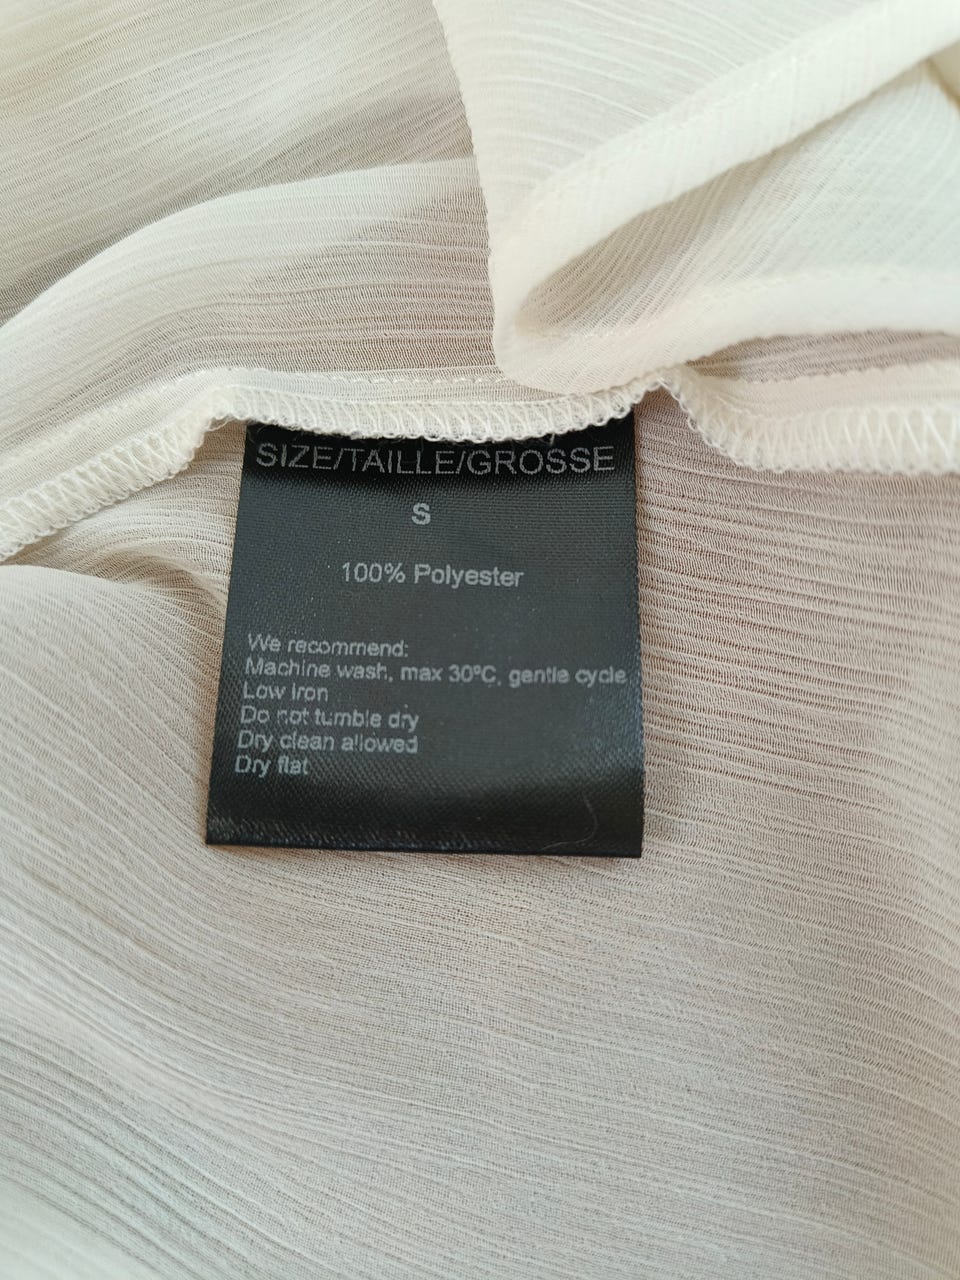 SIZE/TAILLE/GROSSE
S
100% Polyester
We recommend:
Machine wash, max 30ºC, gentle cycle
Low iron
Do not tumble dry
Dry clean allowed
Dry flat